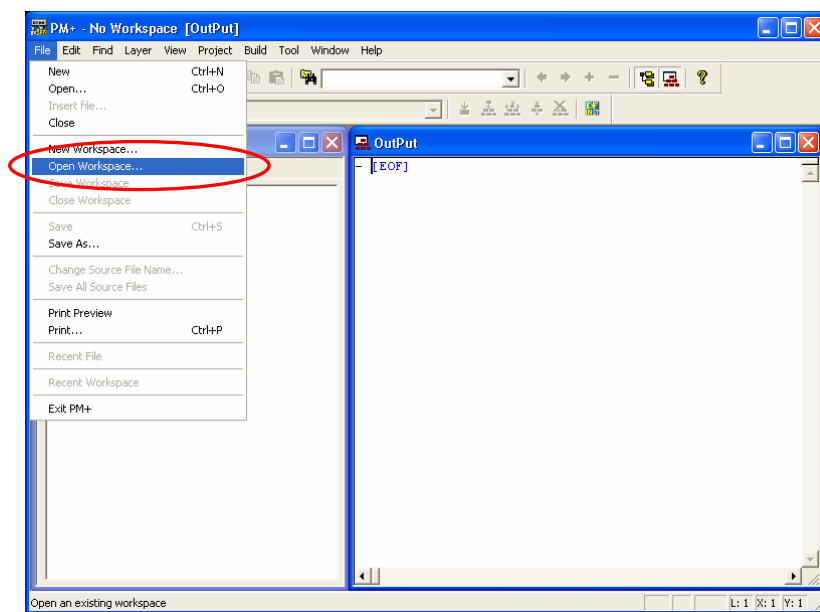 PM+ - No Workspace [OutPut]
File Edit Find Layer View Project Build Tool Window Help
New Ctrl+N
Open... Ctrl+O
Insert file...
Close
New Workspace...
Open Workspace...
Save Workspace
Close Workspace
Save Ctrl+S
Save As...
Change Source File Name...
Save All Source Files
Print Preview
Print... Ctrl+P
Recent File
Recent Workspace
Exit PM+
OutPut
[EOF]
Open an existing workspace
L: 1 X: 1 Y: 1